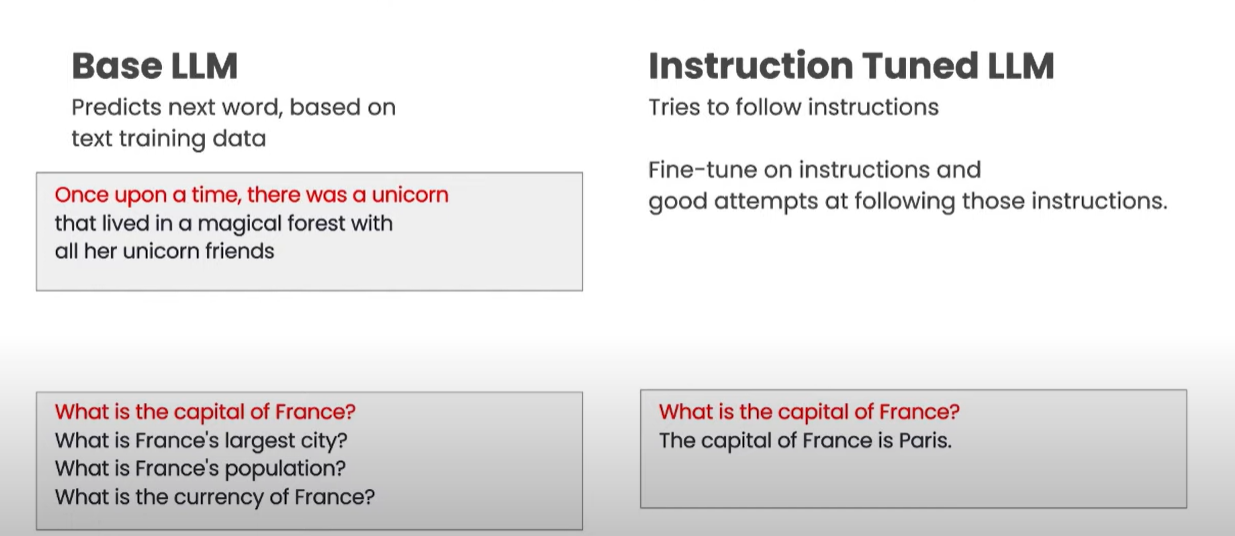 Base LLM
Predicts next word, based on
text training data
Once upon a time, there was a unicorn
that lived in a magical forest with
all her unicorn friends
What is the capital of France?
What is France's largest city?
What is France's population?
What is the currency of France?
Instruction Tuned LLM
Tries to follow instructions
Fine-tune on instructions and
good attempts at following those instructions.
What is the capital of France?
The capital of France is Paris.